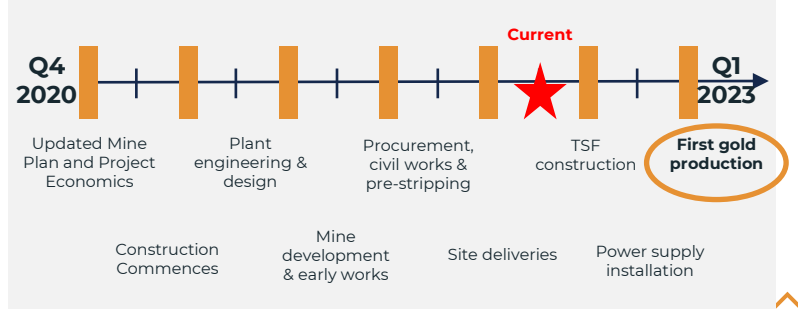 Current
Q4
2020
Q1
2023
Updated Mine
Plan and Project
Economics
Plant
engineering &
design
Procurement,
civil works &
pre-stripping
TSF
construction
First gold
production
Construction
Commences
Mine
development
& early works
Site deliveries
Power supply
installation